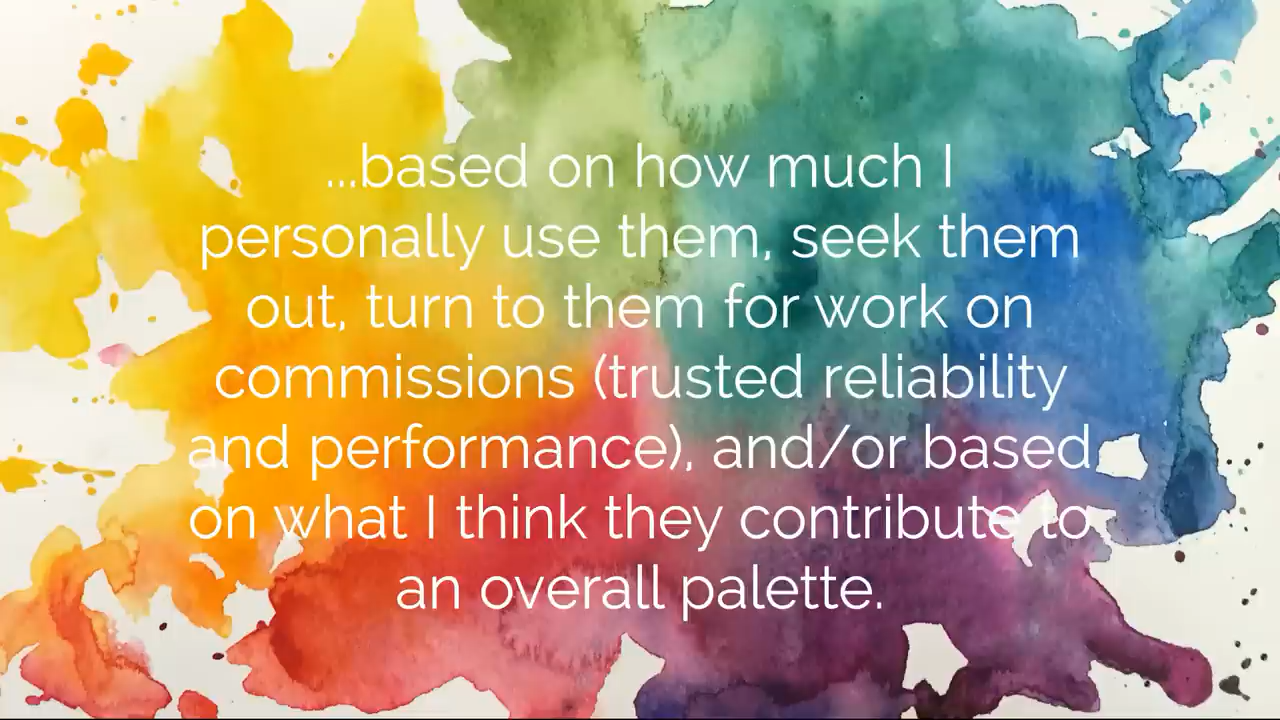 ...based on how much I
personally use them, seek them
out, turn to them for work on
commissions (trusted reliability
and performance), and/or based
on what I think they contribute to
an overall palette.